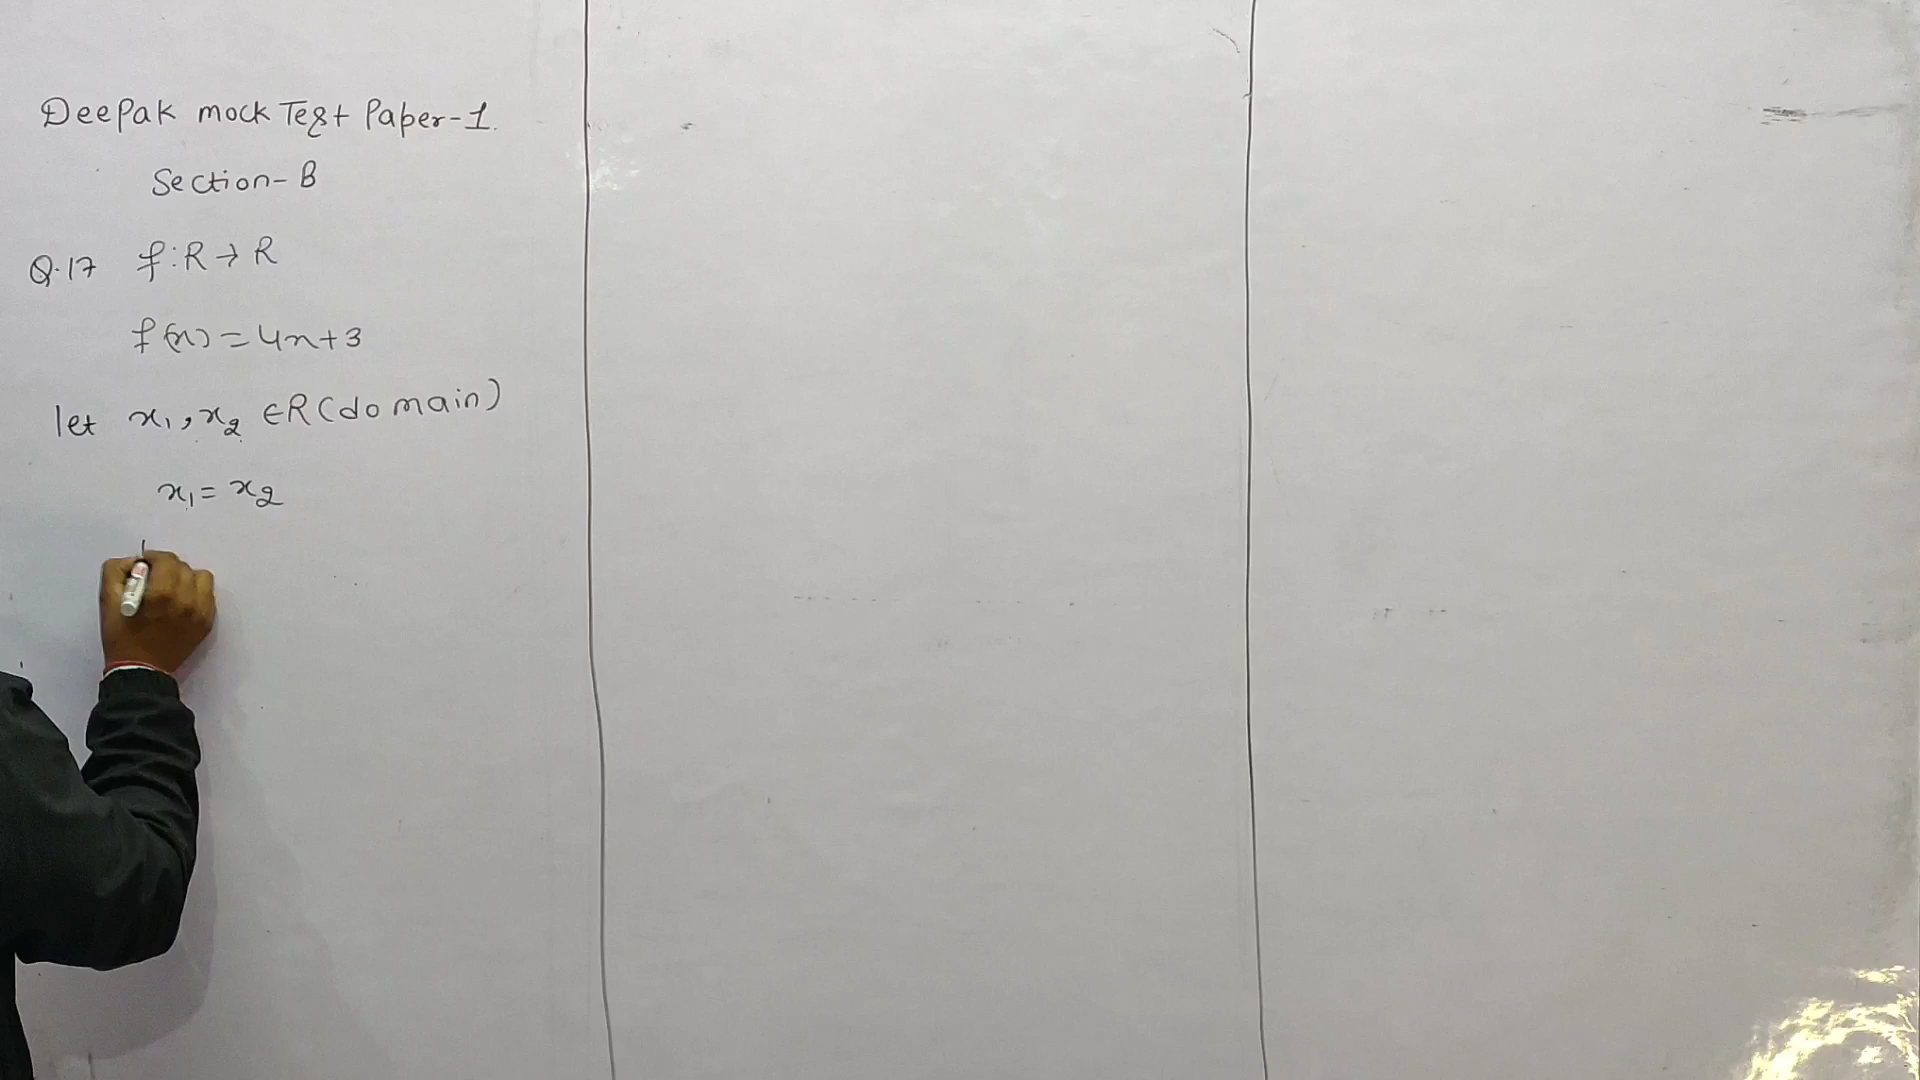 Deepak mock Test Paper-1.
Section-B
Q.17 f:R→R
f(x)=4x+3
let x₁,x₂ ∈R(domain)
x₁=x₂